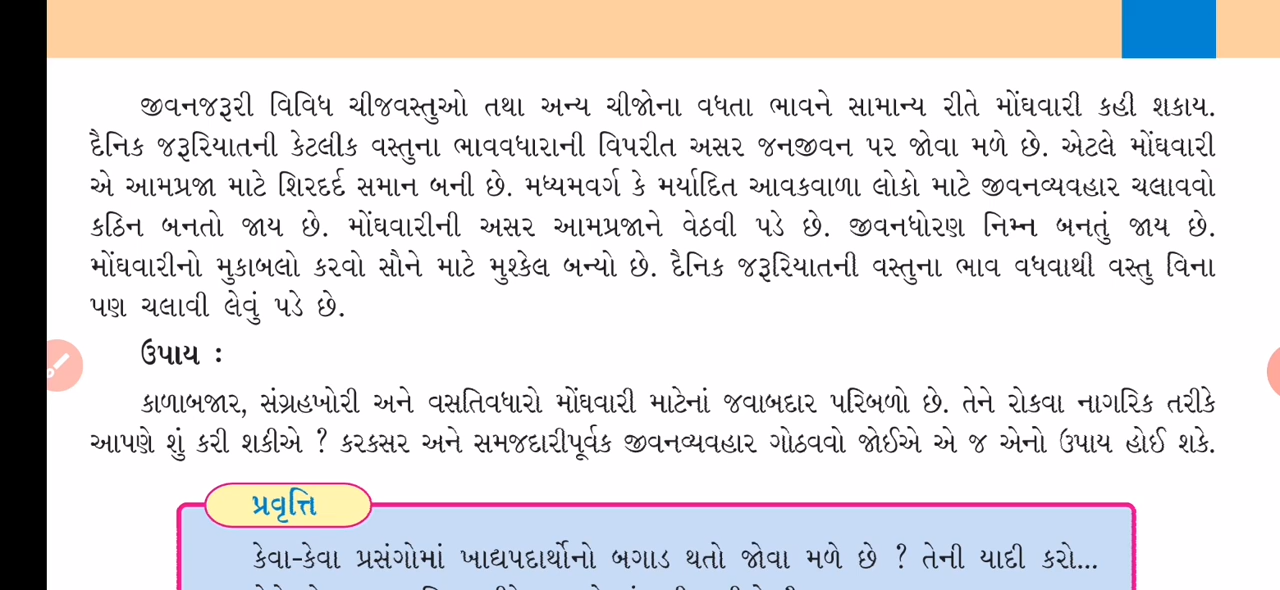 જીવનજરૂરી વિવિધ ચીજવસ્તુઓ તથા અન્ય ચીજોના વધતા ભાવને સામાન્ય રીતે મોંઘવારી કહી શકાય.
દૈનિક જરૂરિયાતની કેટલીક વસ્તુના ભાવવધારાની વિપરીત અસર જનજીવન પર જોવા મળે છે. એટલે મોંઘવારી
એ આમપ્રજા માટે શિરદર્દ સમાન બની છે. મધ્યમવર્ગ કે મર્યાદિત આવકવાળા લોકો માટે જીવનવ્યવહાર ચલાવવો
કઠિન બનતો જાય છે. મોંઘવારીની અસર આમપ્રજાને વેઠવી પડે છે. જીવનધોરણ નિમ્ન બનતું જાય છે.
મોંઘવારીનો મુકાબલો કરવો સૌને માટે મુશ્કેલ બન્યો છે. દૈનિક જરૂરિયાતની વસ્તુના ભાવ વધવાથી વસ્તુ વિના
પણ ચલાવી લેવું પડે છે.
ઉપાય :
કાળાબજાર, સંગ્રહખોરી અને વસતિવધારો મોંઘવારી માટેનાં જવાબદાર પરિબળો છે. તેને રોકવા નાગરિક તરીકે
આપણે શું કરી શકીએ ? કરકસર અને સમજદારીપૂર્વક જીવનવ્યવહાર ગોઠવવો જોઈએ એ જ એનો ઉપાય હોઈ શકે.
પ્રવૃત્તિ
કેવા-કેવા પ્રસંગોમાં ખાદ્યપદાર્થોનો બગાડ થતો જોવા મળે છે ? તેની યાદી કરો...